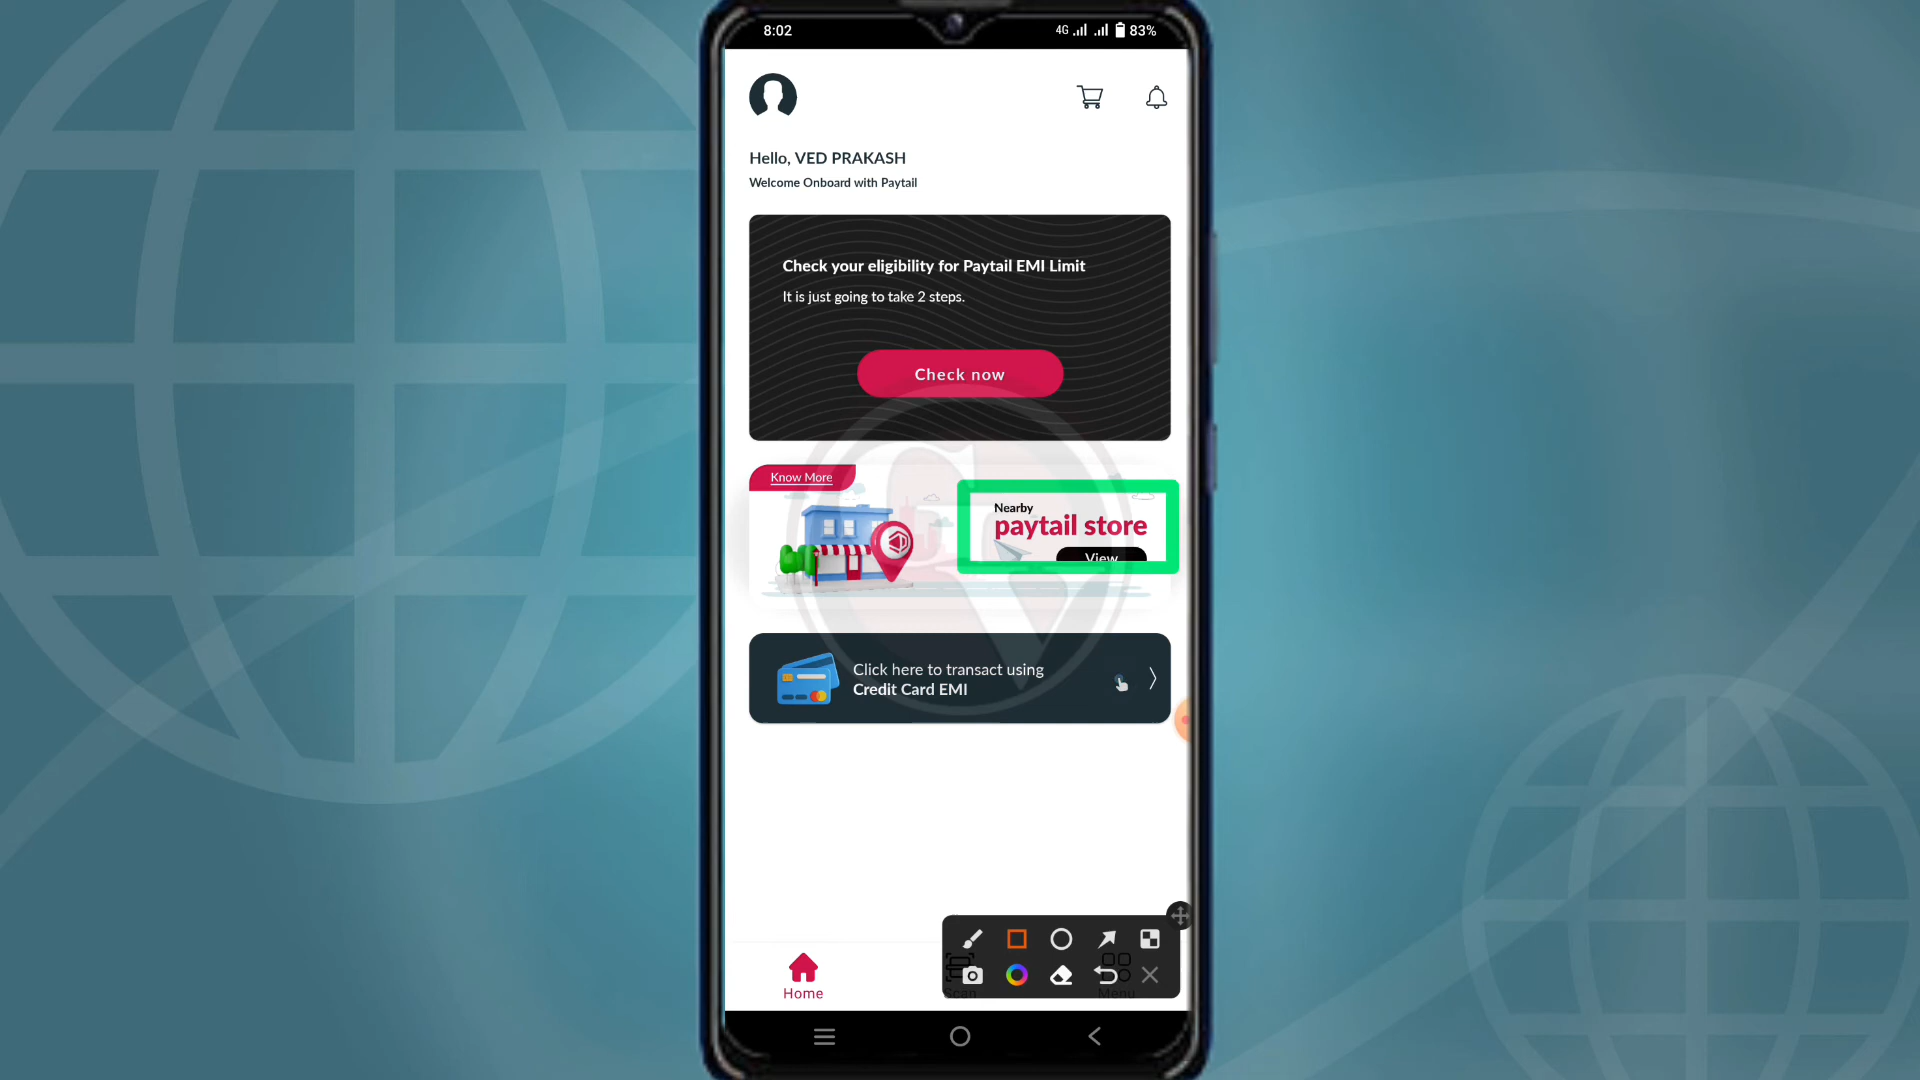 8:02
4G
83%
Hello, VED PRAKASH
Welcome Onboard with Paytail
Check your eligibility for Paytail EMI Limit
It is just going to take 2 steps.
Check now
Know More
Nearby
paytail store
View
Click here to transact using
Credit Card EMI
Home
Scan
Menu